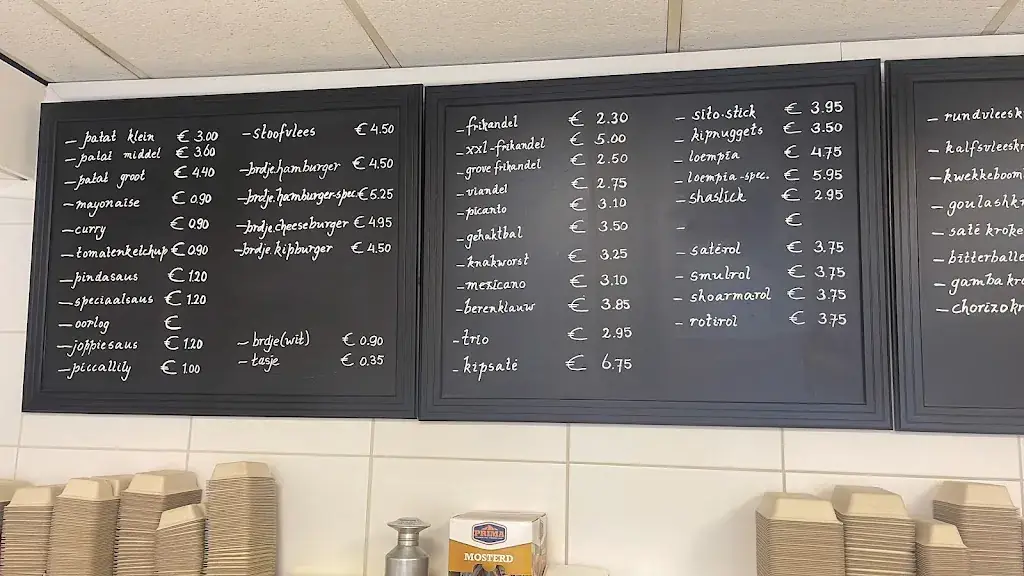 - patat klein € 3.00
- patat middel € 3.60
- patat groot € 4.40
- mayonaise € 0.90
- curry € 0.90
- tomatenketchup € 0.90
- pindasaus € 1.20
- speciaalsaus € 1.20
- oorlog €
- joppiesaus € 1.20
- piccallily € 1.00
- stoofvlees € 4.50
- brdje.hamburger € 4.50
- brdje.hamburger-spec € 5.25
- brdje.cheeseburger € 4.95
- brdje.kipburger € 4.50
- brdje(wit) € 0.90
- tasje € 0.35
- frikandel € 2.30
- xxl-frikandel € 5.00
- grove frikandel € 2.50
- viandel € 2.75
- picanto € 3.10
- gehaktbal € 3.50
- knakworst € 3.25
- mexicano € 3.10
- berenklauw € 3.85
- trio € 2.95
- kipsaté € 6.75
- sito.stick € 3.95
- kipnuggets € 3.50
- loempia € 4.75
- loempia-spec. € 5.95
- shaslick € 2.95
- €
- satérol € 3.75
- smulrol € 3.75
- shoarmarol € 3.75
- rotirol € 3.75
- rundvleesk
- kalfsvleeskr
- kwekkeboom
- goulashkr
- saté kroke
- bitterballe
- gamba kro
- chorizokr
PRIMA
MOSTERD